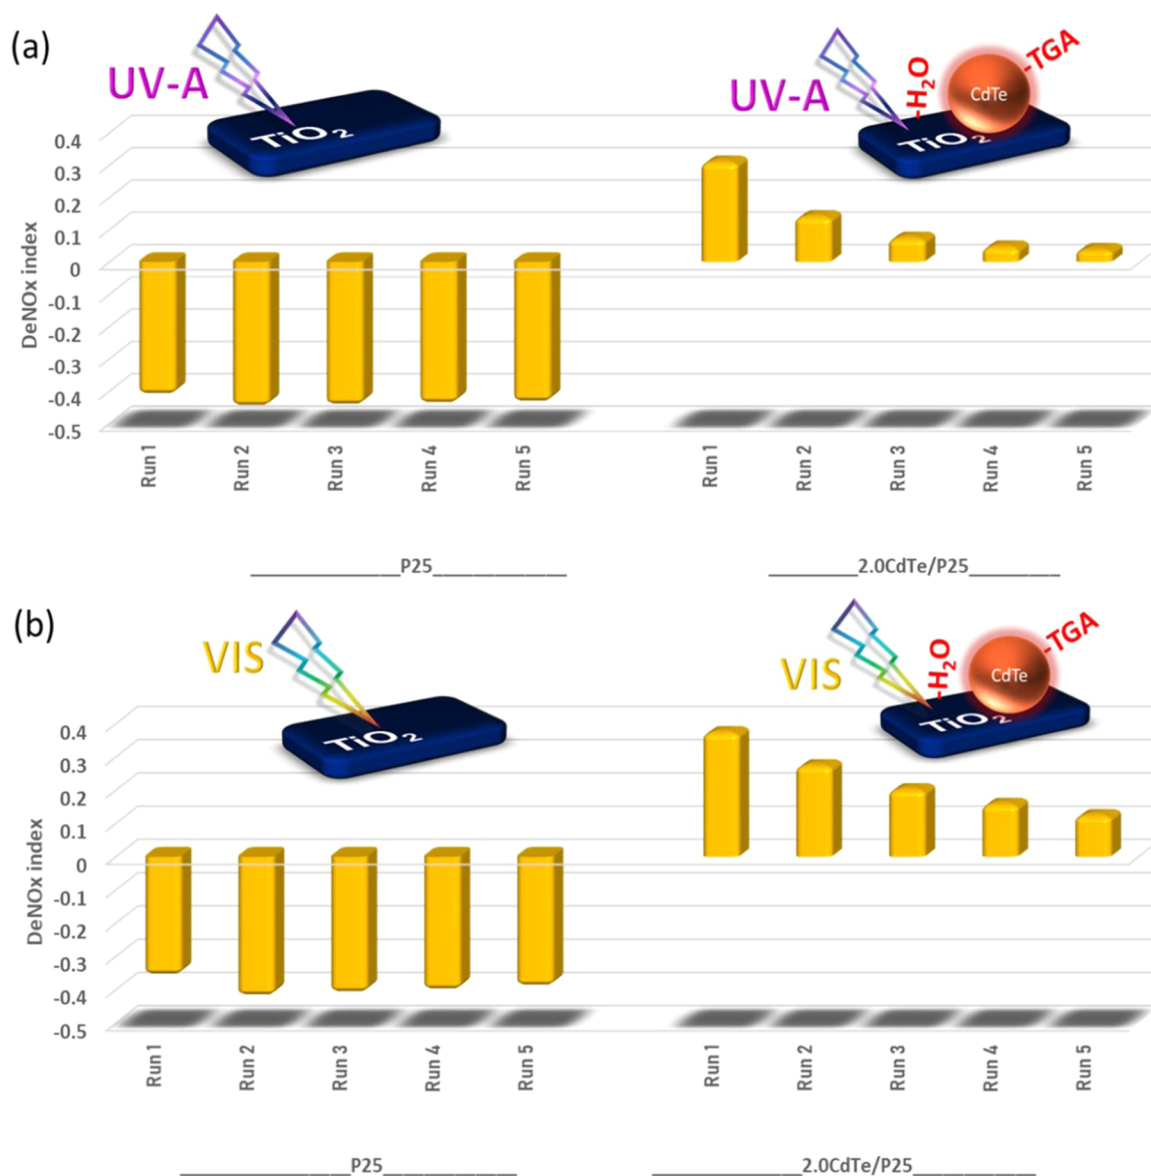 (a)
UV-A
TiO2
UV-A
-H2O
CdTe
-TGA
TiO2
DeNOx index
0.4
0.3
0.2
0.1
0
-0.1
-0.2
-0.3
-0.4
-0.5
Run 1
Run 2
Run 3
Run 4
Run 5
Run 1
Run 2
Run 3
Run 4
Run 5
P25
2.0CdTe/P25
(b)
VIS
TiO2
VIS
-H2O
CdTe
-TGA
TiO2
DeNOx index
0.4
0.3
0.2
0.1
0
-0.1
-0.2
-0.3
-0.4
-0.5
Run 1
Run 2
Run 3
Run 4
Run 5
Run 1
Run 2
Run 3
Run 4
Run 5
P25
2.0CdTe/P25